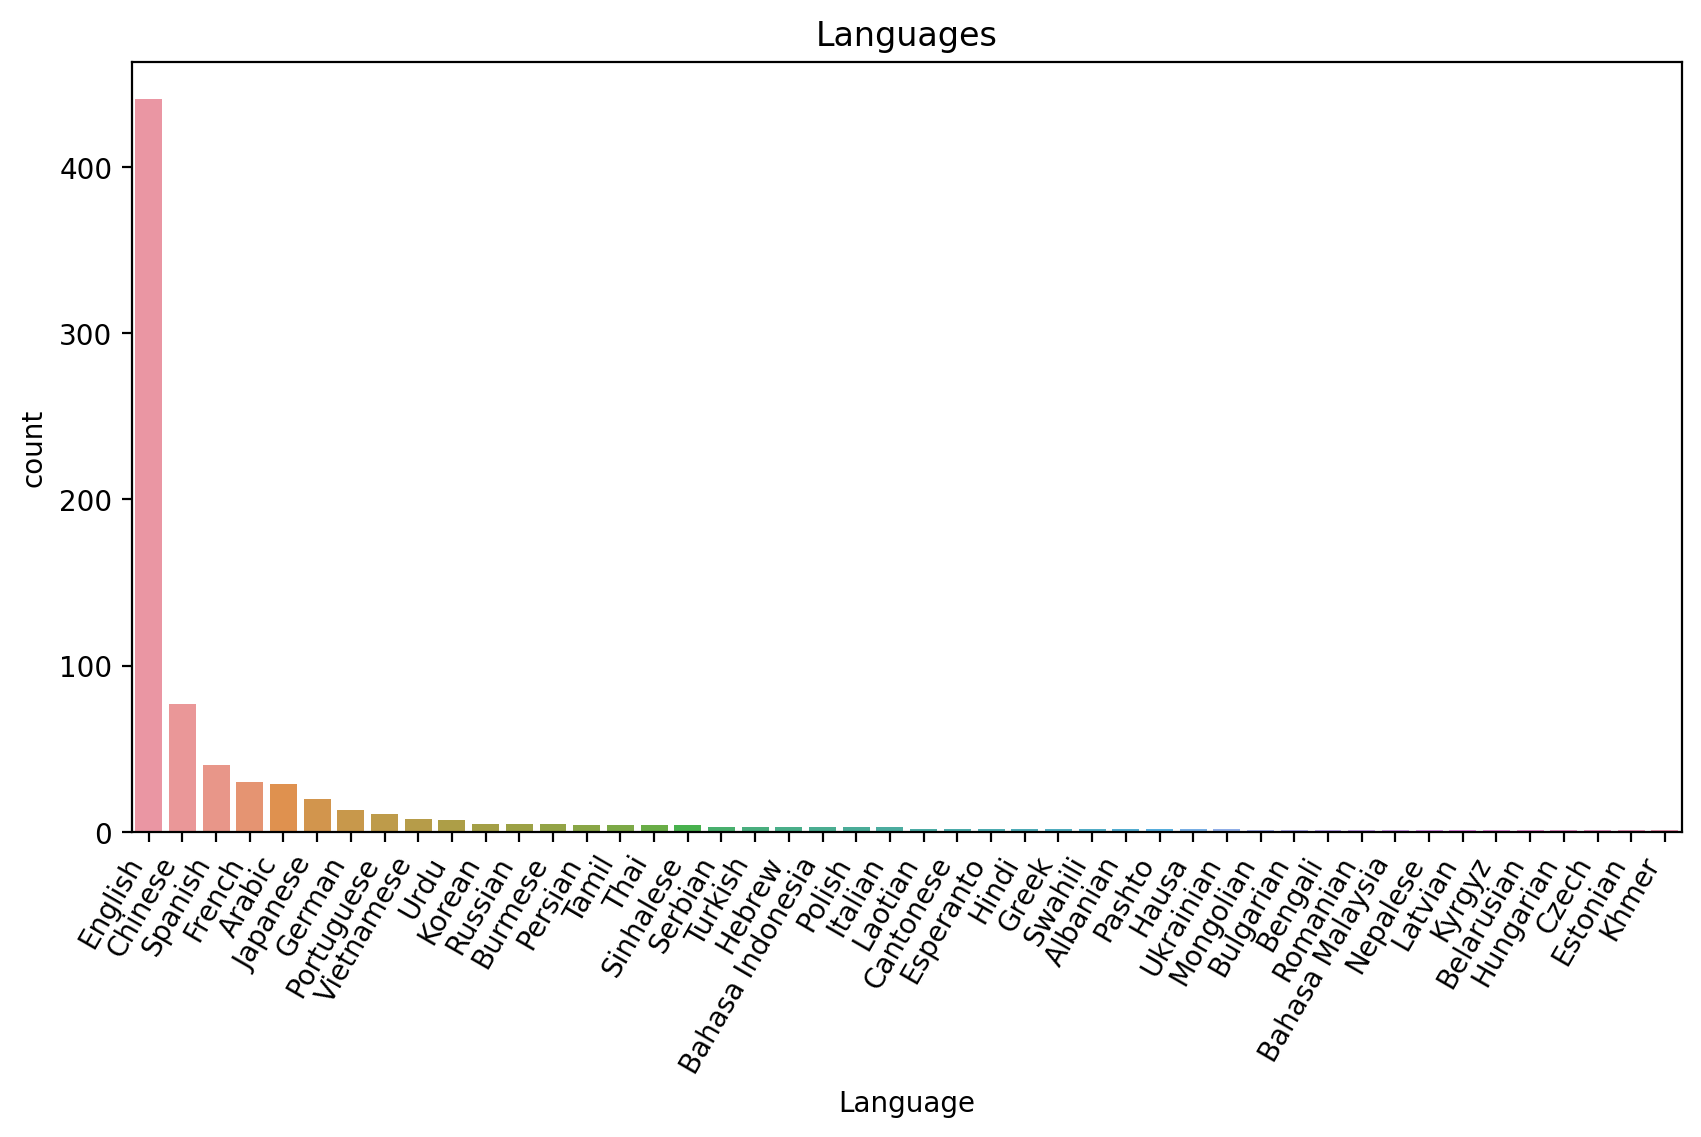 Languages
count
400
300
200
100
0
English
Chinese
Spanish
French
Arabic
Japanese
German
Portuguese
Vietnamese
Urdu
Korean
Russian
Burmese
Persian
Tamil
Thai
Sinhalese
Serbian
Turkish
Hebrew
Bahasa Indonesia
Polish
Italian
Laotian
Cantonese
Esperanto
Hindi
Greek
Swahili
Albanian
Pashto
Hausa
Ukrainian
Mongolian
Bulgarian
Bengali
Romanian
Bahasa Malaysia
Nepalese
Latvian
Kyrgyz
Belarusian
Hungarian
Czech
Estonian
Khmer
Language